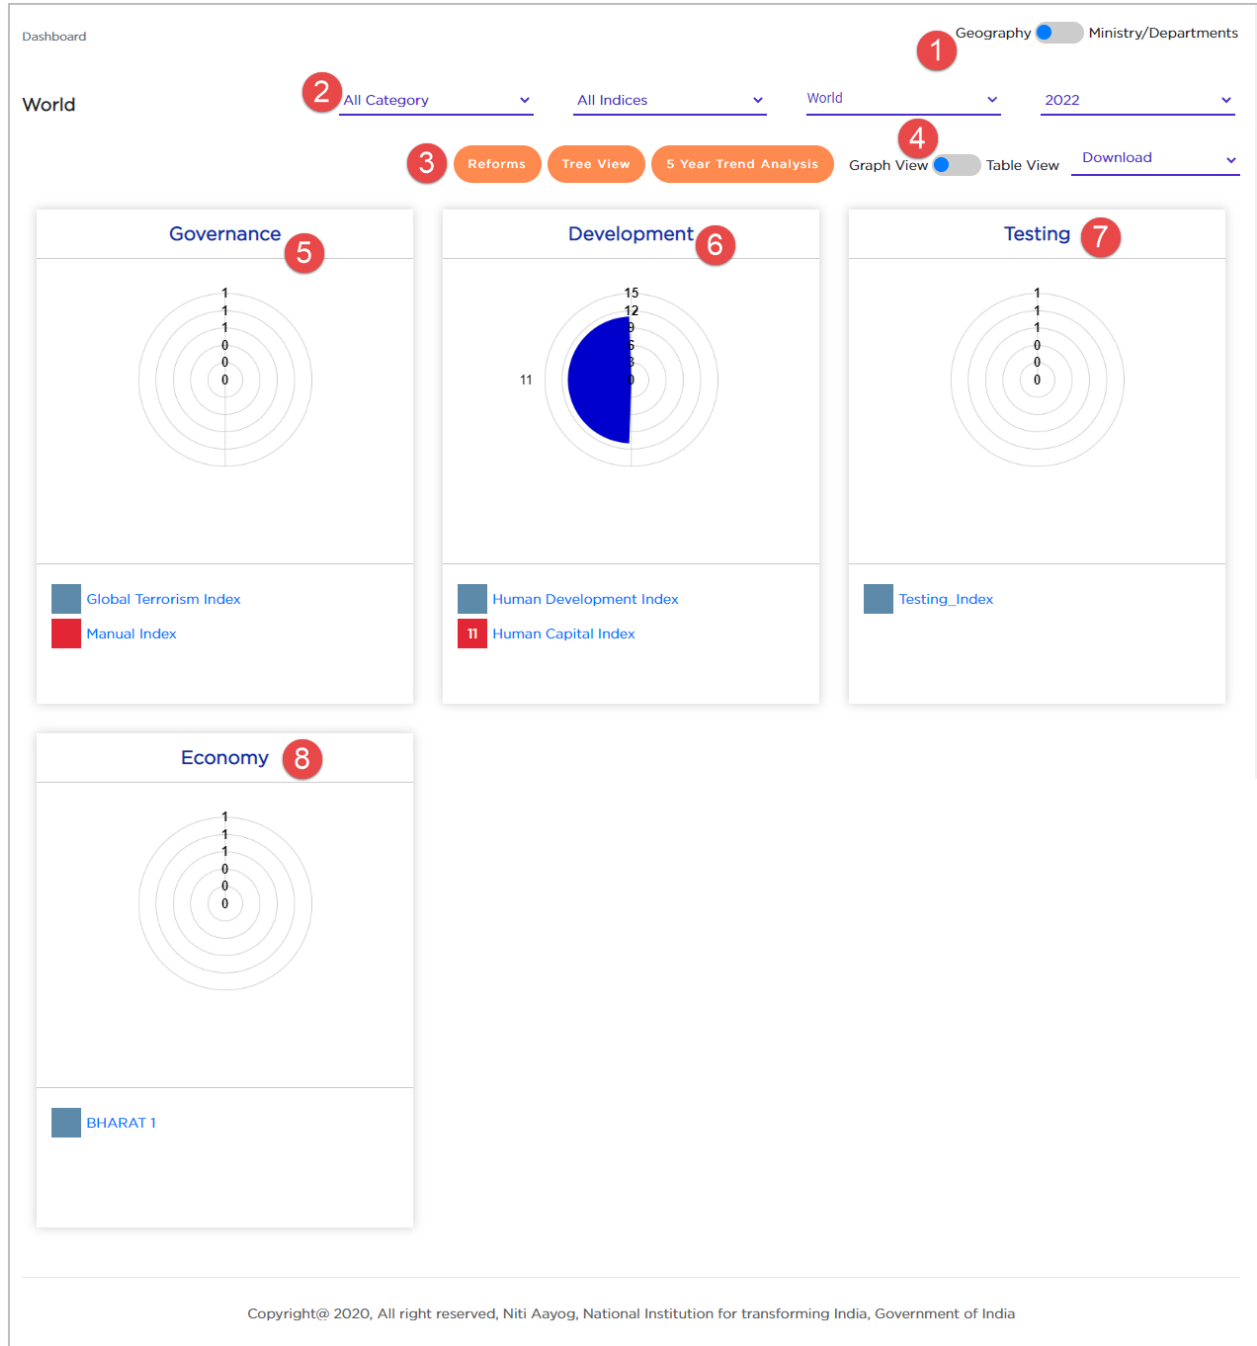 Dashboard
Geography Ministry/Departments
1
World
2
All Category
All Indices
World
2022
3
Reforms
Tree View
5 Year Trend Analysis
4
Graph View Table View
Download
Governance
5
1
1
1
0
0
0
Global Terrorism Index
Manual Index
Development
6
15
12
9
6
3
0
11
Human Development Index
11 Human Capital Index
Testing
7
1
1
1
0
0
0
Testing_Index
Economy
8
1
1
1
0
0
0
BHARAT 1
Copyright@ 2020, All right reserved, Niti Aayog, National Institution for transforming India, Government of India